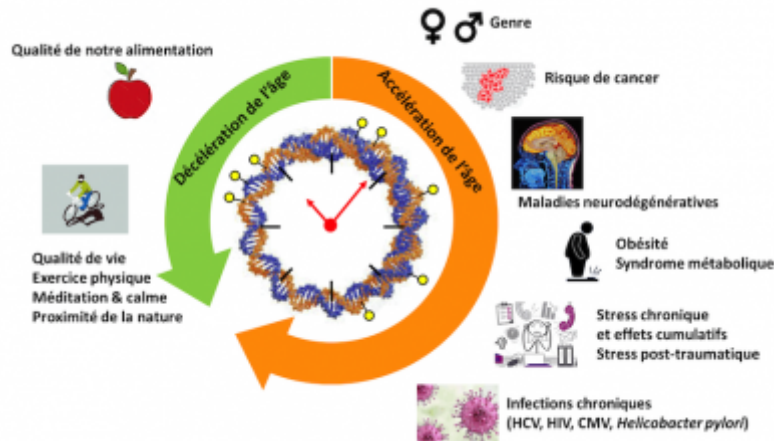 Qualité de notre alimentation
Décélération de l'âge
Qualité de vie
Exercice physique
Méditation & calme
Proximité de la nature
Accélération de l'âge
Genre
Risque de cancer
Maladies neurodégénératives
Obésité
Syndrome métabolique
Stress chronique
et effets cumulatifs
Stress post-traumatique
Infections chroniques
(HCV, HIV, CMV, Helicobacter pylori)